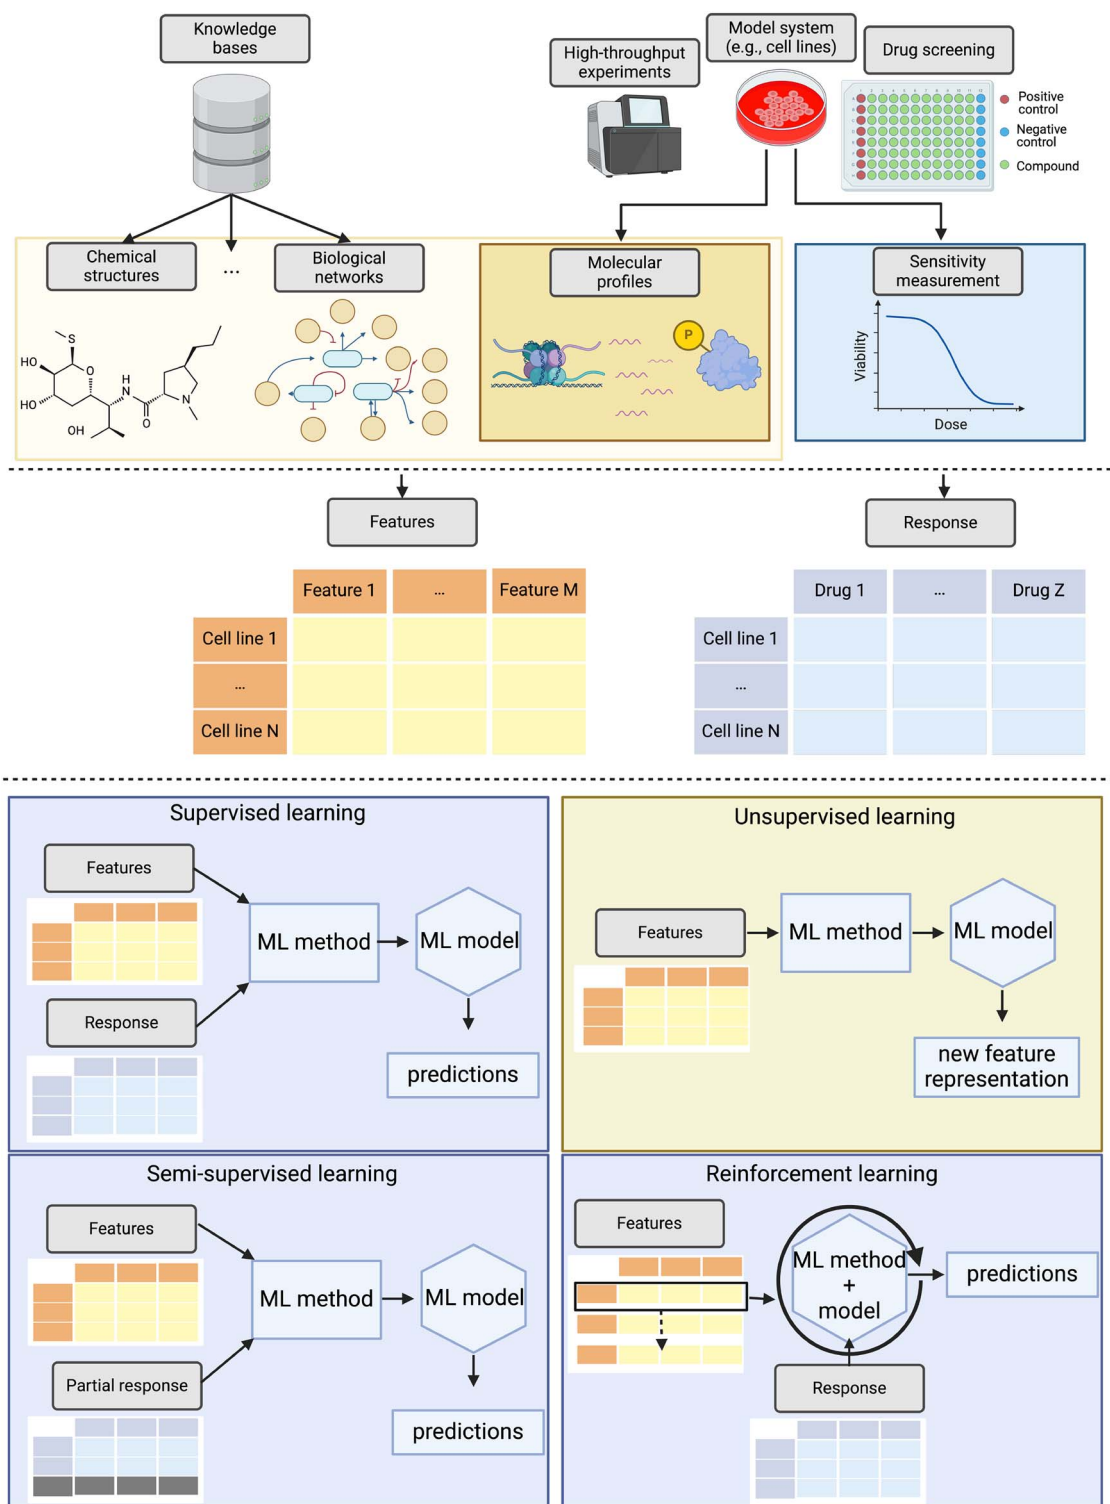 Knowledge
bases
High-throughput
experiments
Model system
(e.g., cell lines)
Drug screening
Positive
control
Negative
control
Compound
Chemical
structures
...
Biological
networks
Molecular
profiles
Sensitivity
measurement
S
HO
O
H
N
HO
OH
O
N
P
Viability
Dose
Features
Response
Feature 1
...
Feature M
Cell line 1
...
Cell line N
Drug 1
...
Drug Z
Cell line 1
...
Cell line N
Supervised learning
Features
ML method
ML model
Response
predictions
Unsupervised learning
Features
ML method
ML model
new feature
representation
Semi-supervised learning
Features
ML method
ML model
Partial response
predictions
Reinforcement learning
Features
ML method
+
model
predictions
Response